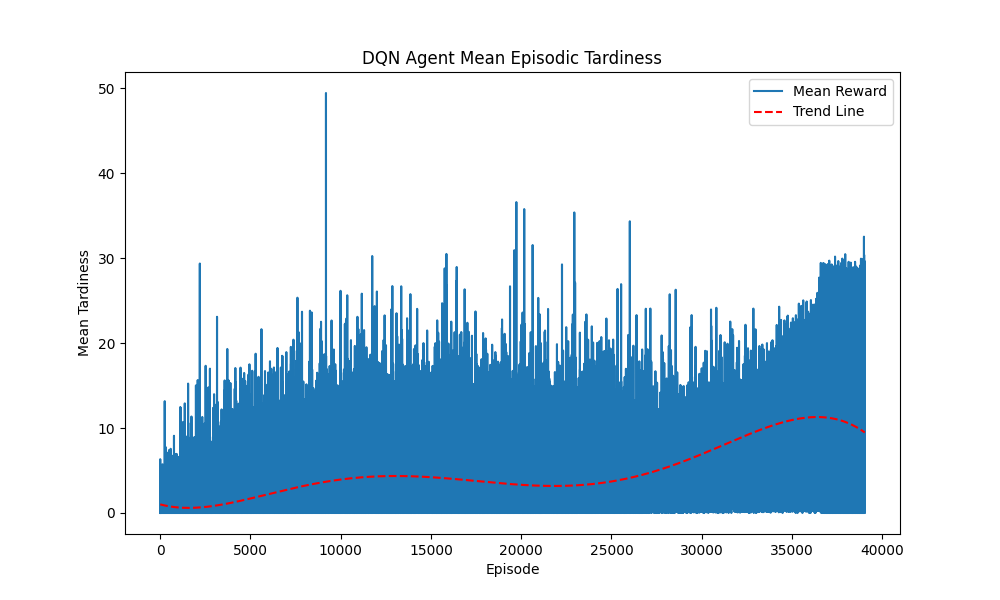 DQN Agent Mean Episodic Tardiness
Mean Reward
Trend Line
50
40
30
20
10
0
Mean Tardiness
0 5000 10000 15000 20000 25000 30000 35000 40000
Episode